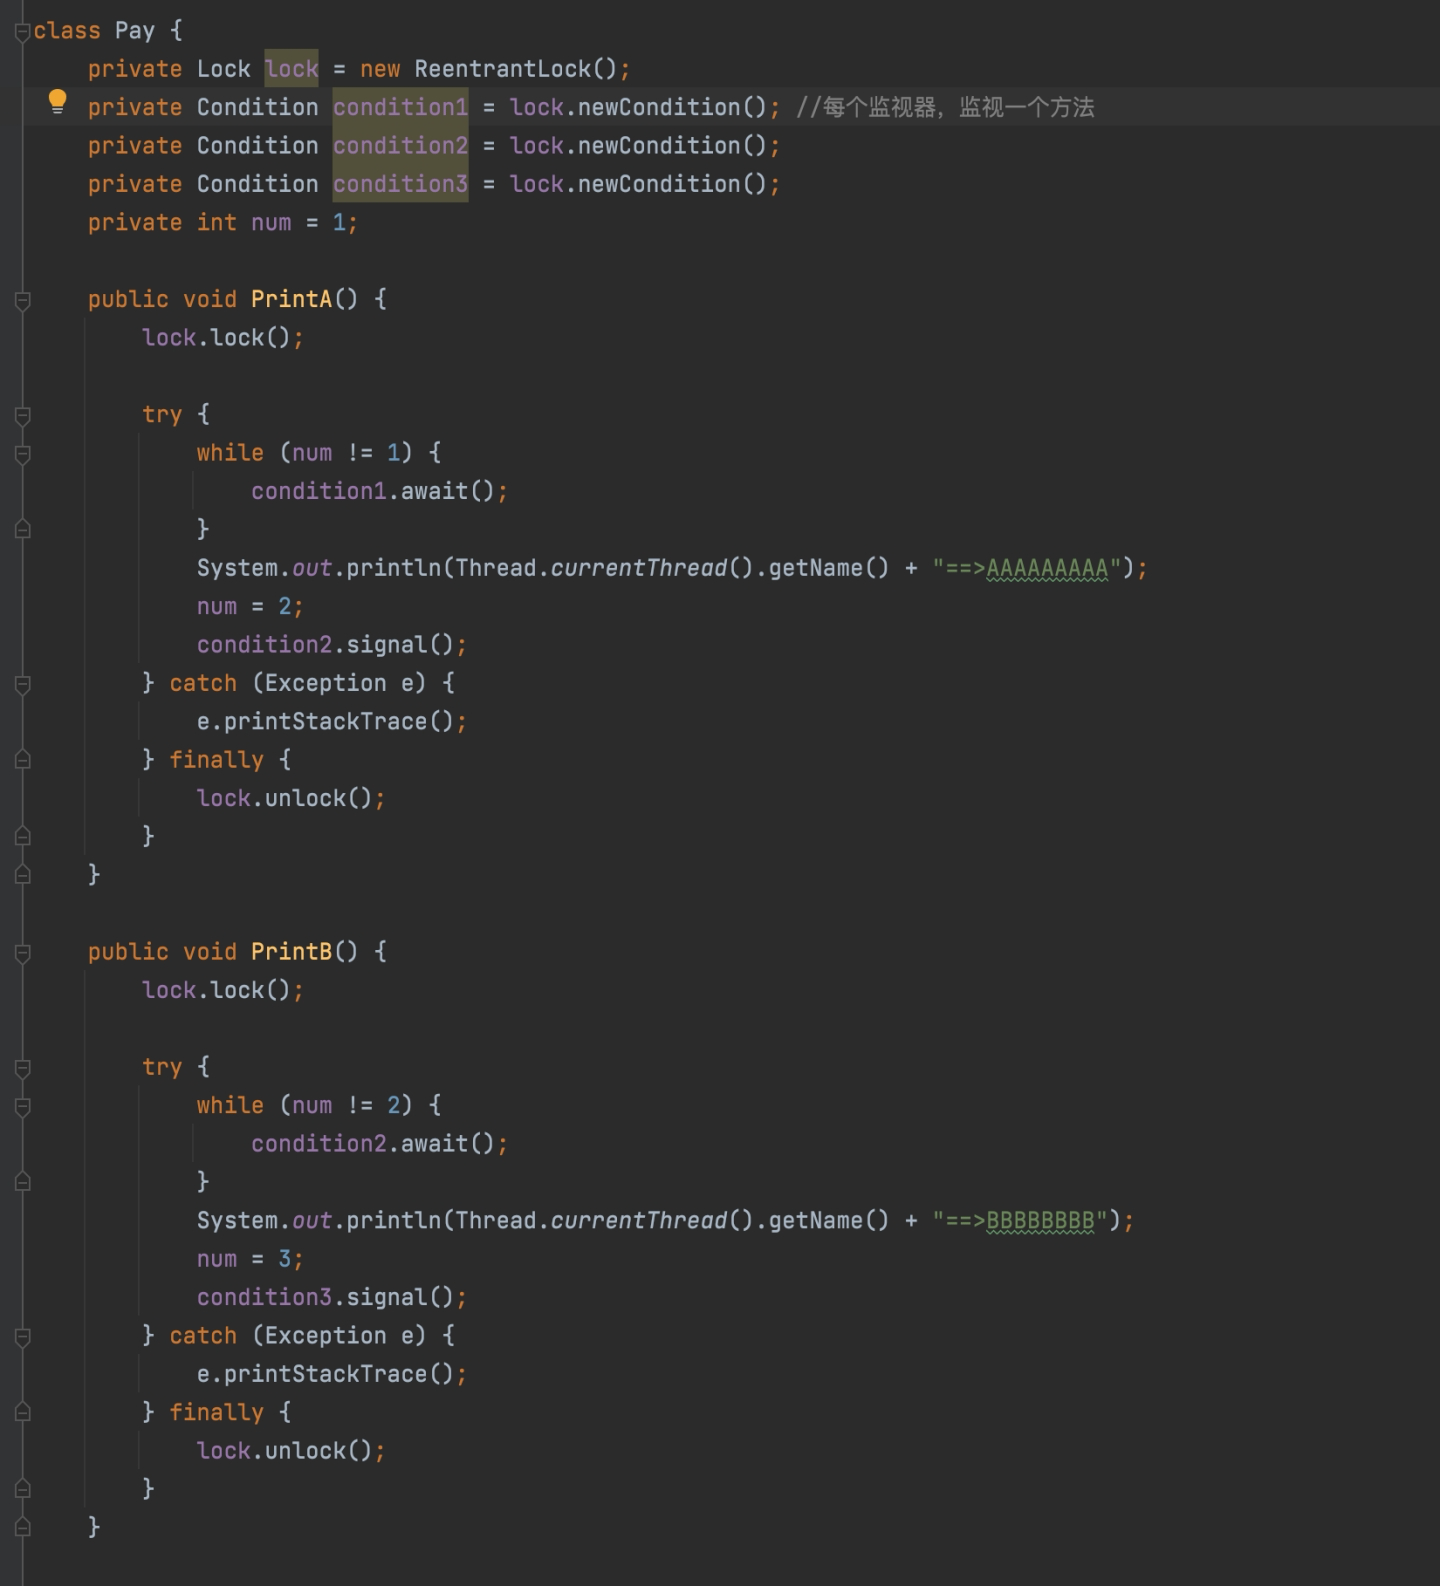 class Pay {
    private Lock lock = new ReentrantLock();
    private Condition condition1 = lock.newCondition(); //每个监视器，监视一个方法
    private Condition condition2 = lock.newCondition();
    private Condition condition3 = lock.newCondition();
    private int num = 1;

    public void PrintA() {
        lock.lock();

        try {
            while (num != 1) {
                condition1.await();
            }
            System.out.println(Thread.currentThread().getName() + "==>AAAAAAAAA");
            num = 2;
            condition2.signal();
        } catch (Exception e) {
            e.printStackTrace();
        } finally {
            lock.unlock();
        }
    }

    public void PrintB() {
        lock.lock();

        try {
            while (num != 2) {
                condition2.await();
            }
            System.out.println(Thread.currentThread().getName() + "==>BBBBBBBB");
            num = 3;
            condition3.signal();
        } catch (Exception e) {
            e.printStackTrace();
        } finally {
            lock.unlock();
        }
    }